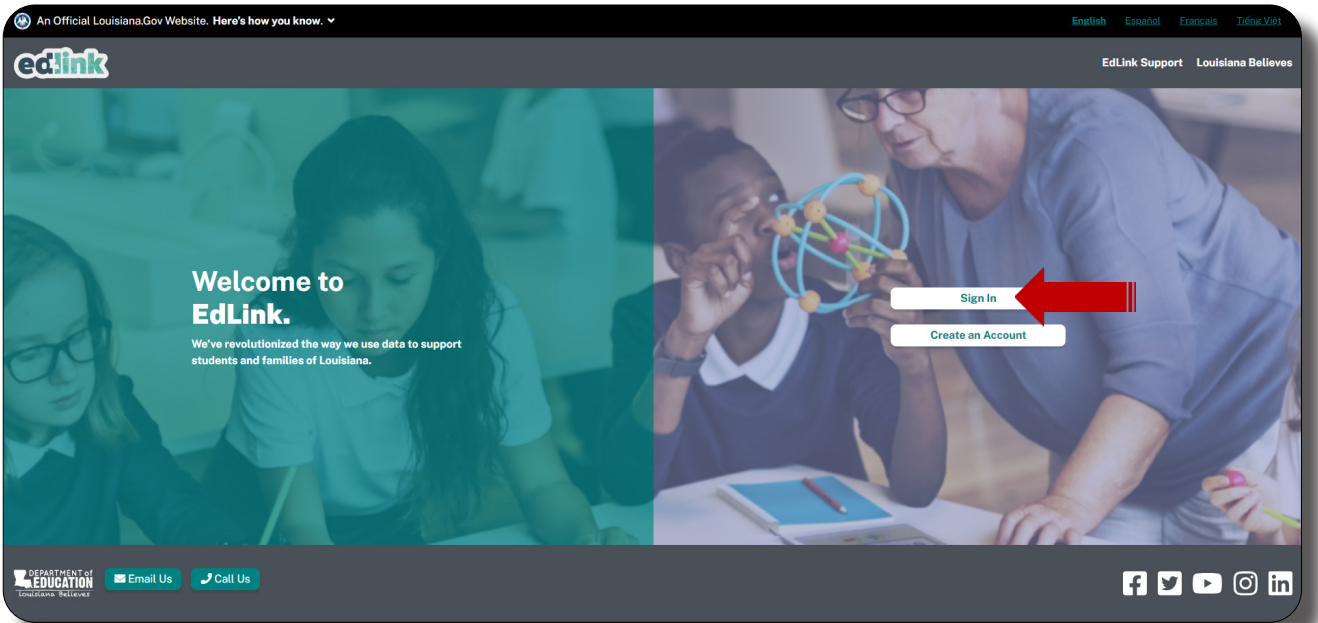 An Official Louisiana.Gov Website. Here's how you know.
English Español Français Tiếng Việt
edlink
EdLink Support Louisiana Believes
Welcome to
EdLink.
We've revolutionized the way we use data to support
students and families of Louisiana.
Sign In
Create an Account
DEPARTMENT of
EDUCATION
Louisiana Believes
Email Us Call Us